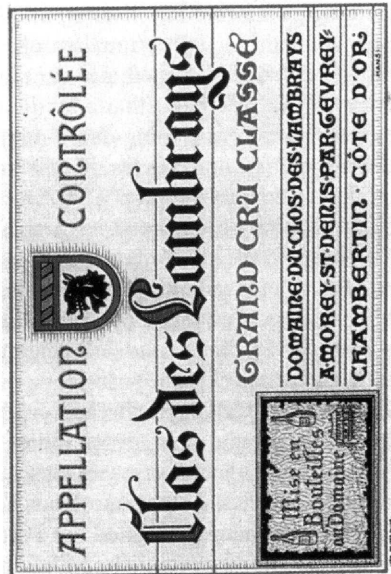 APPELLATION CONTRÔLÉE
Clos des Lambrays
GRAND CRU CLASSÉ
DOMAINE·DU·CLOS·DES·LAMBRAYS
A·MOREY-ST-DENIS·PAR·GEVREY-
CHAMBERTIN·CÔTE D'OR·
Mise en
Bouteilles
au Domaine
HANSI